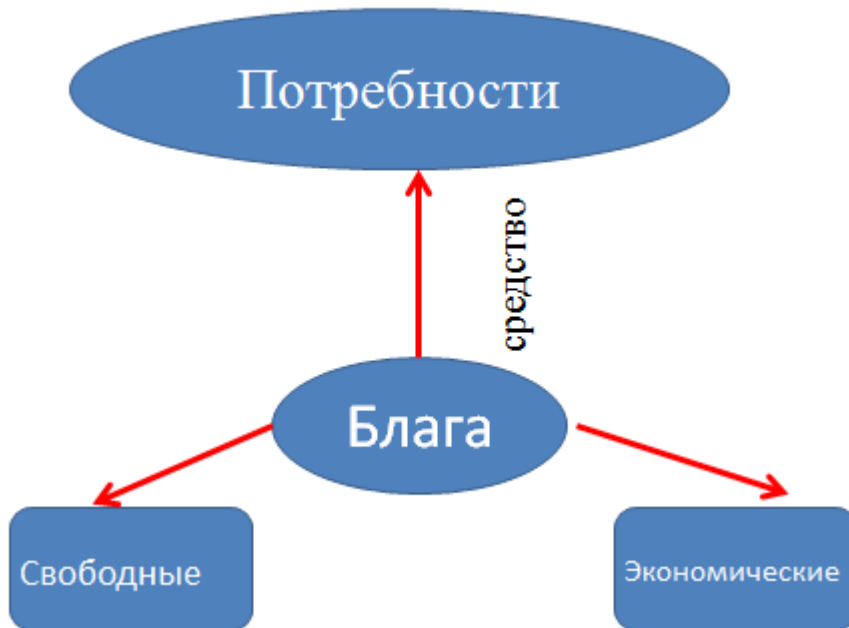 Потребности
средство
Блага
Свободные
Экономические